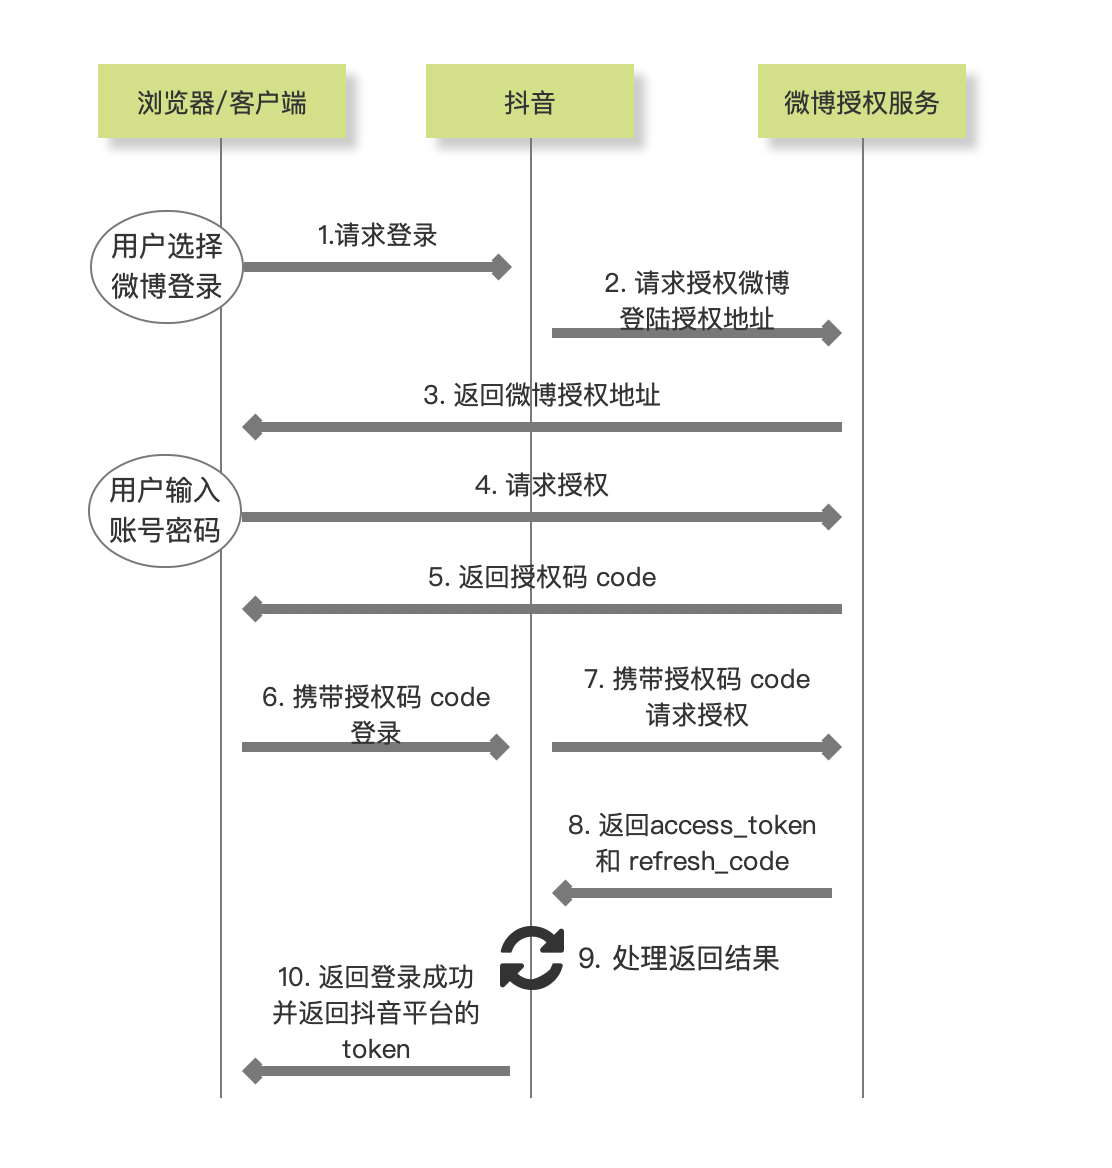 浏览器/客户端
抖音
微博授权服务
用户选择
微博登录
1.请求登录
2. 请求授权微博
登陆授权地址
3. 返回微博授权地址
用户输入
账号密码
4. 请求授权
5. 返回授权码 code
6. 携带授权码 code
登录
7. 携带授权码 code
请求授权
8. 返回access_token
和 refresh_code
9. 处理返回结果
10. 返回登录成功
并返回抖音平台的
token